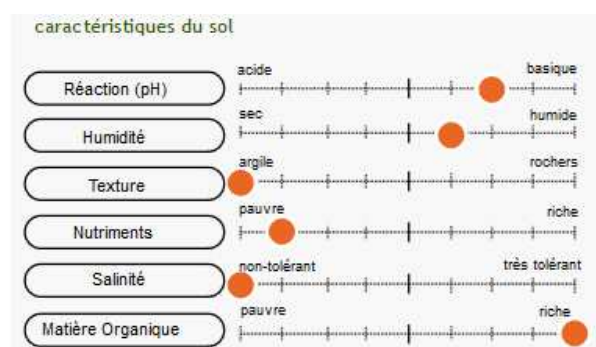 caractéristiques du sol
Réaction (pH) acide basique
Humidité sec humide
Texture argile rochers
Nutriments pauvre riche
Salinité non-tolérant très tolérant
Matière Organique pauvre riche